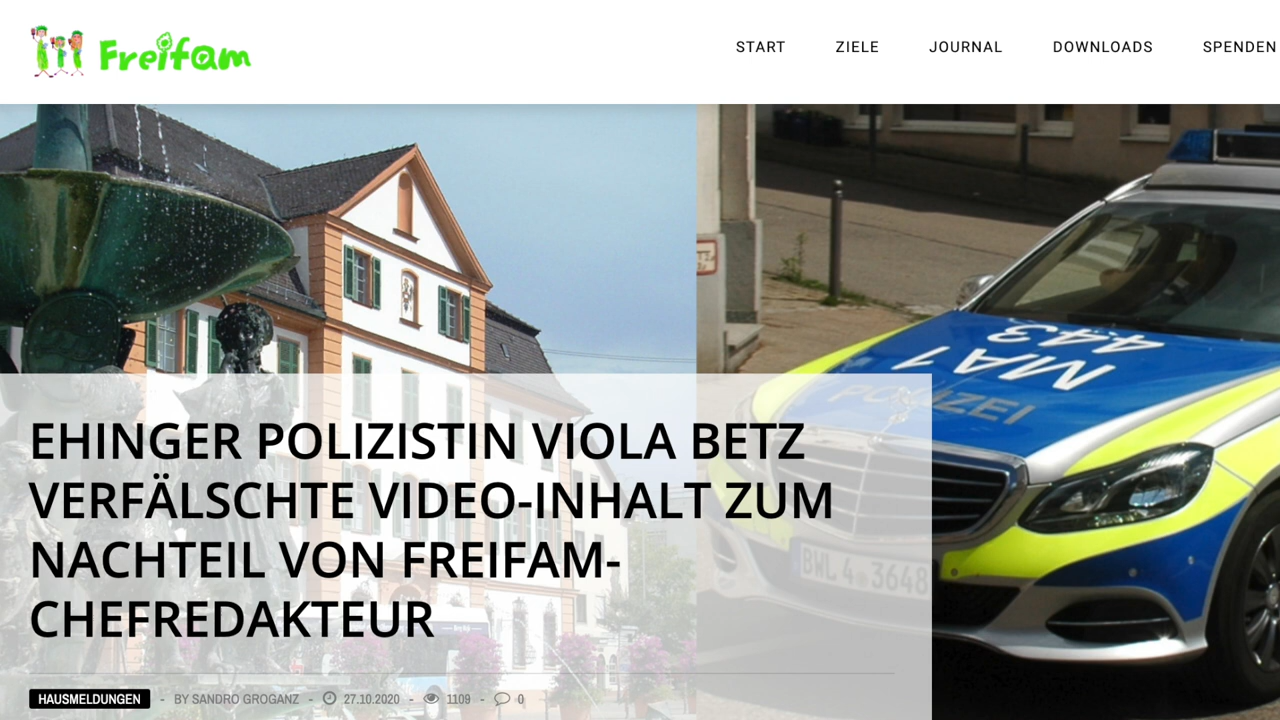 Freifam
START ZIELE JOURNAL DOWNLOADS SPENDEN
MA 1
443
POLIZEI
EHINGER POLIZISTIN VIOLA BETZ
VERFÄLSCHTE VIDEO-INHALT ZUM
NACHTEIL VON FREIFAM-
CHEFREDAKTEUR
BWL 4 3648
HAUSMELDUNGEN - BY SANDRO GROGANZ - 27.10.2020 - 1109 - 0